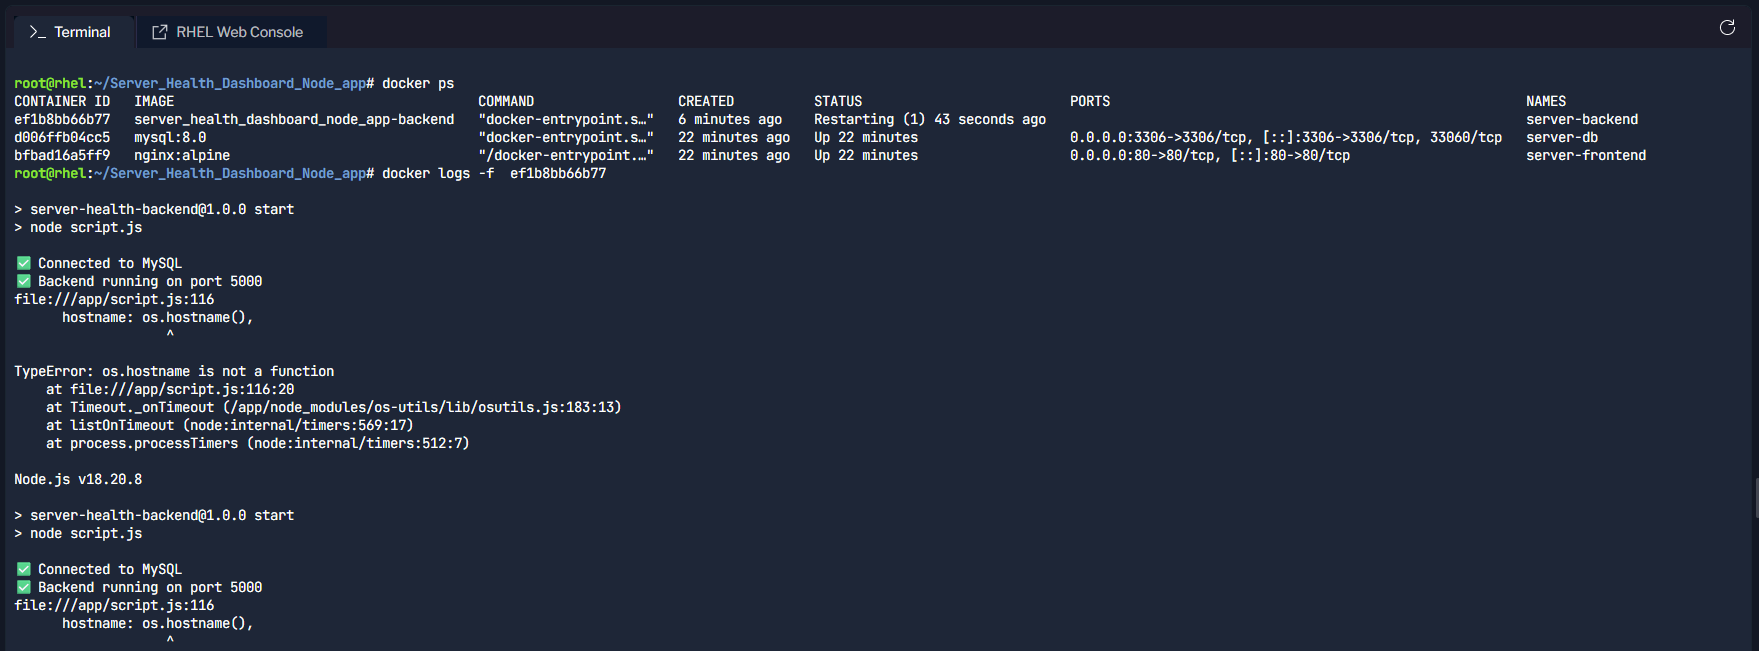 Terminal RHEL Web Console
root@rhel:~/Server_Health_Dashboard_Node_app# docker ps
CONTAINER ID   IMAGE                                      COMMAND                  CREATED          STATUS                          PORTS                                                    NAMES
ef1b8bb66b77   server_health_dashboard_node_app-backend   "docker-entrypoint.s…"   6 minutes ago    Restarting (1) 43 seconds ago                                                            server-backend
d006ffb04cc5   mysql:8.0                                  "docker-entrypoint.s…"   22 minutes ago   Up 22 minutes                   0.0.0.0:3306->3306/tcp, [::]:3306->3306/tcp, 33060/tcp   server-db
bfbad16a5ff9   nginx:alpine                               "/docker-entrypoint.…"   22 minutes ago   Up 22 minutes                   0.0.0.0:80->80/tcp, [::]:80->80/tcp                      server-frontend
root@rhel:~/Server_Health_Dashboard_Node_app# docker logs -f  ef1b8bb66b77
> server-health-backend@1.0.0 start
> node script.js
✅ Connected to MySQL
✅ Backend running on port 5000
file:///app/script.js:116
      hostname: os.hostname(),
                   ^
TypeError: os.hostname is not a function
    at file:///app/script.js:116:20
    at Timeout._onTimeout (/app/node_modules/os-utils/lib/osutils.js:183:13)
    at listOnTimeout (node:internal/timers:569:17)
    at process.processTimers (node:internal/timers:512:7)
Node.js v18.20.8
> server-health-backend@1.0.0 start
> node script.js
✅ Connected to MySQL
✅ Backend running on port 5000
file:///app/script.js:116
      hostname: os.hostname(),
                   ^